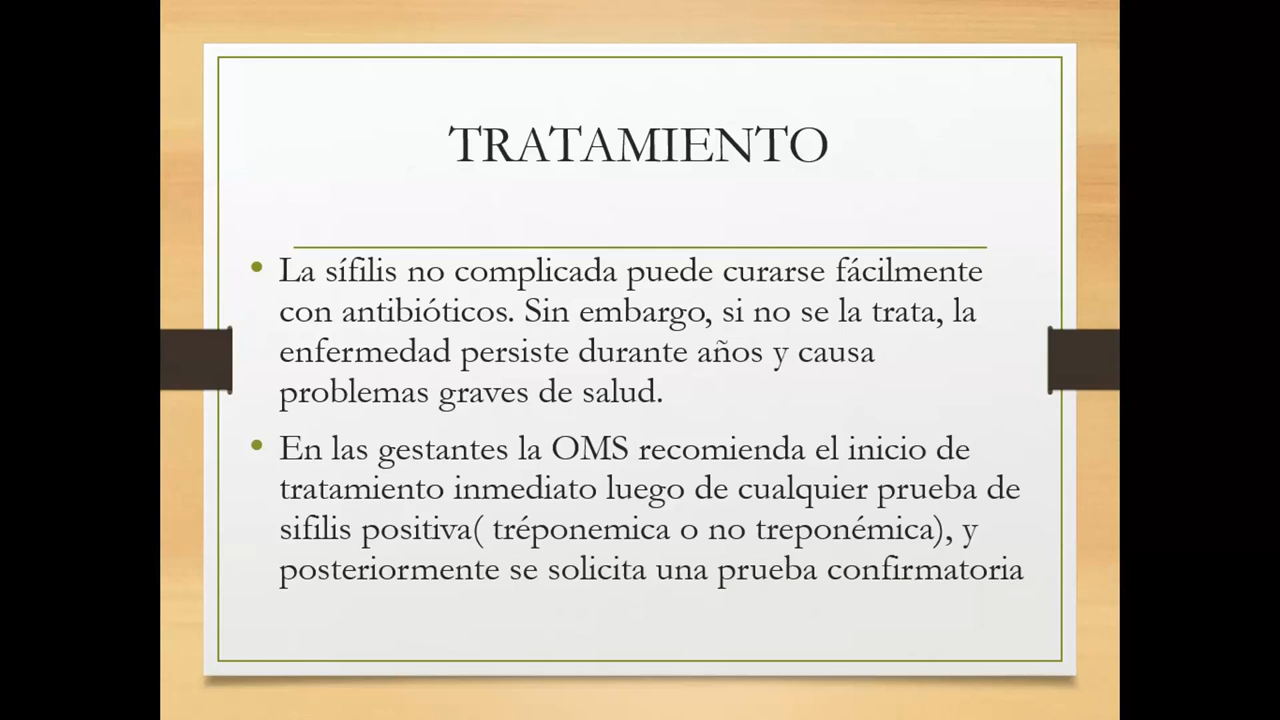 TRATAMIENTO
• La sífilis no complicada puede curarse fácilmente
con antibióticos. Sin embargo, si no se la trata, la
enfermedad persiste durante años y causa
problemas graves de salud.
• En las gestantes la OMS recomienda el inicio de
tratamiento inmediato luego de cualquier prueba de
sifilis positiva( tréponemica o no treponémica), y
posteriormente se solicita una prueba confirmatoria